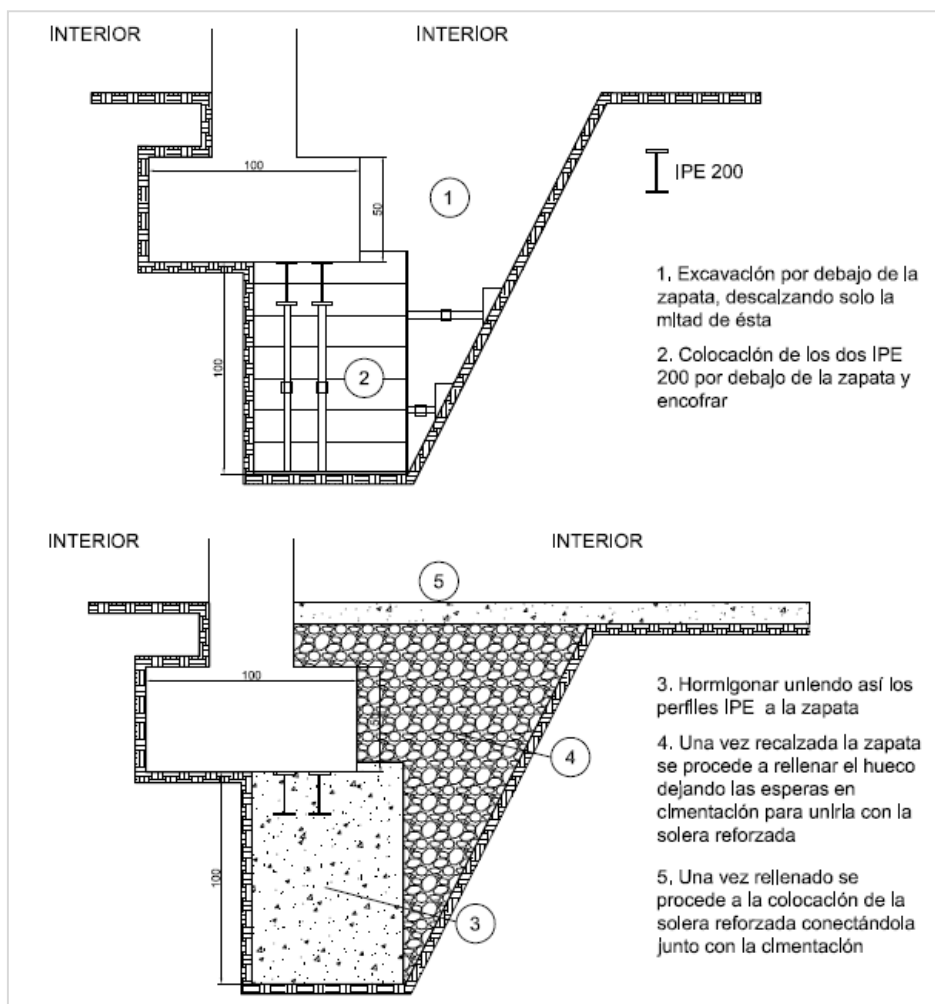 INTERIOR
INTERIOR
100
50
1
IPE 200
100
2
1. Excavación por debajo de la
zapata, descalzando solo la
mitad de ésta
2. Colocación de los dos IPE
200 por debajo de la zapata y
encofrar
INTERIOR
INTERIOR
5
100
4
100
3
3. Hormigonar uniendo así los
perfiles IPE a la zapata
4. Una vez recalzada la zapata
se procede a rellenar el hueco
dejando las esperas en
cimentación para unirla con la
solera reforzada
5. Una vez rellenado se
procede a la colocación de la
solera reforzada conectándola
junto con la cimentación